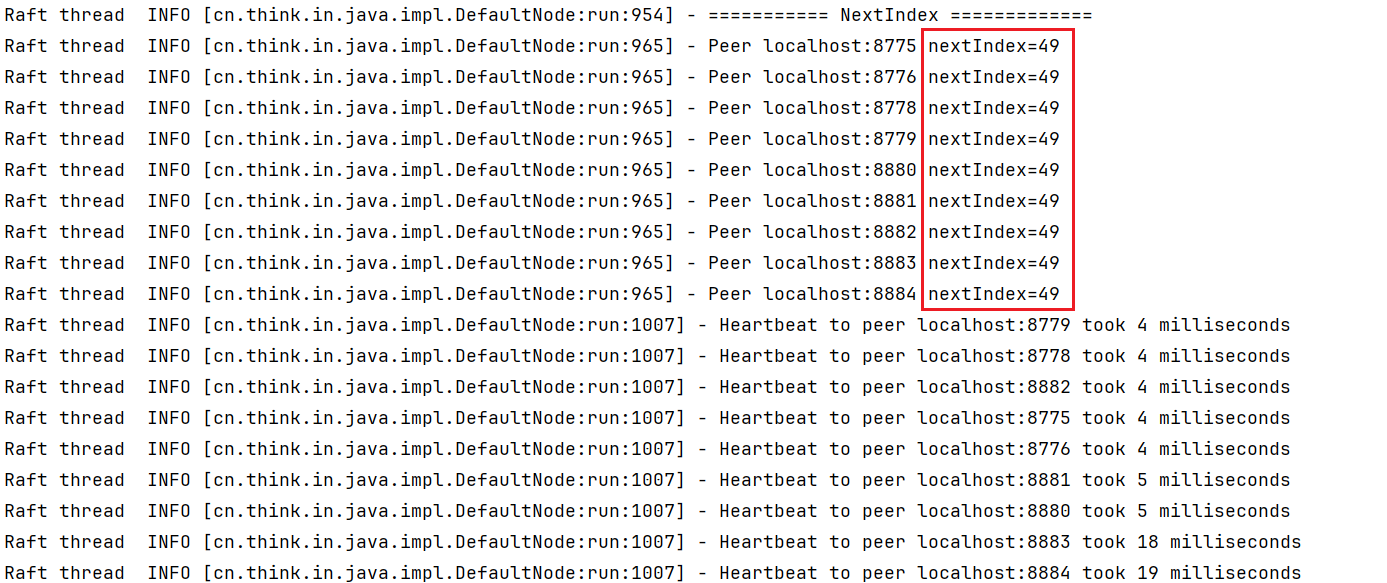 Raft thread  INFO [cn.think.in.java.impl.DefaultNode:run:954] - =========== NextIndex =============
Raft thread  INFO [cn.think.in.java.impl.DefaultNode:run:965] - Peer localhost:8775 nextIndex=49
Raft thread  INFO [cn.think.in.java.impl.DefaultNode:run:965] - Peer localhost:8776 nextIndex=49
Raft thread  INFO [cn.think.in.java.impl.DefaultNode:run:965] - Peer localhost:8778 nextIndex=49
Raft thread  INFO [cn.think.in.java.impl.DefaultNode:run:965] - Peer localhost:8779 nextIndex=49
Raft thread  INFO [cn.think.in.java.impl.DefaultNode:run:965] - Peer localhost:8880 nextIndex=49
Raft thread  INFO [cn.think.in.java.impl.DefaultNode:run:965] - Peer localhost:8881 nextIndex=49
Raft thread  INFO [cn.think.in.java.impl.DefaultNode:run:965] - Peer localhost:8882 nextIndex=49
Raft thread  INFO [cn.think.in.java.impl.DefaultNode:run:965] - Peer localhost:8883 nextIndex=49
Raft thread  INFO [cn.think.in.java.impl.DefaultNode:run:965] - Peer localhost:8884 nextIndex=49
Raft thread  INFO [cn.think.in.java.impl.DefaultNode:run:1007] - Heartbeat to peer localhost:8779 took 4 milliseconds
Raft thread  INFO [cn.think.in.java.impl.DefaultNode:run:1007] - Heartbeat to peer localhost:8778 took 4 milliseconds
Raft thread  INFO [cn.think.in.java.impl.DefaultNode:run:1007] - Heartbeat to peer localhost:8882 took 4 milliseconds
Raft thread  INFO [cn.think.in.java.impl.DefaultNode:run:1007] - Heartbeat to peer localhost:8775 took 4 milliseconds
Raft thread  INFO [cn.think.in.java.impl.DefaultNode:run:1007] - Heartbeat to peer localhost:8776 took 4 milliseconds
Raft thread  INFO [cn.think.in.java.impl.DefaultNode:run:1007] - Heartbeat to peer localhost:8881 took 5 milliseconds
Raft thread  INFO [cn.think.in.java.impl.DefaultNode:run:1007] - Heartbeat to peer localhost:8880 took 5 milliseconds
Raft thread  INFO [cn.think.in.java.impl.DefaultNode:run:1007] - Heartbeat to peer localhost:8883 took 18 milliseconds
Raft thread  INFO [cn.think.in.java.impl.DefaultNode:run:1007] - Heartbeat to peer localhost:8884 took 19 milliseconds